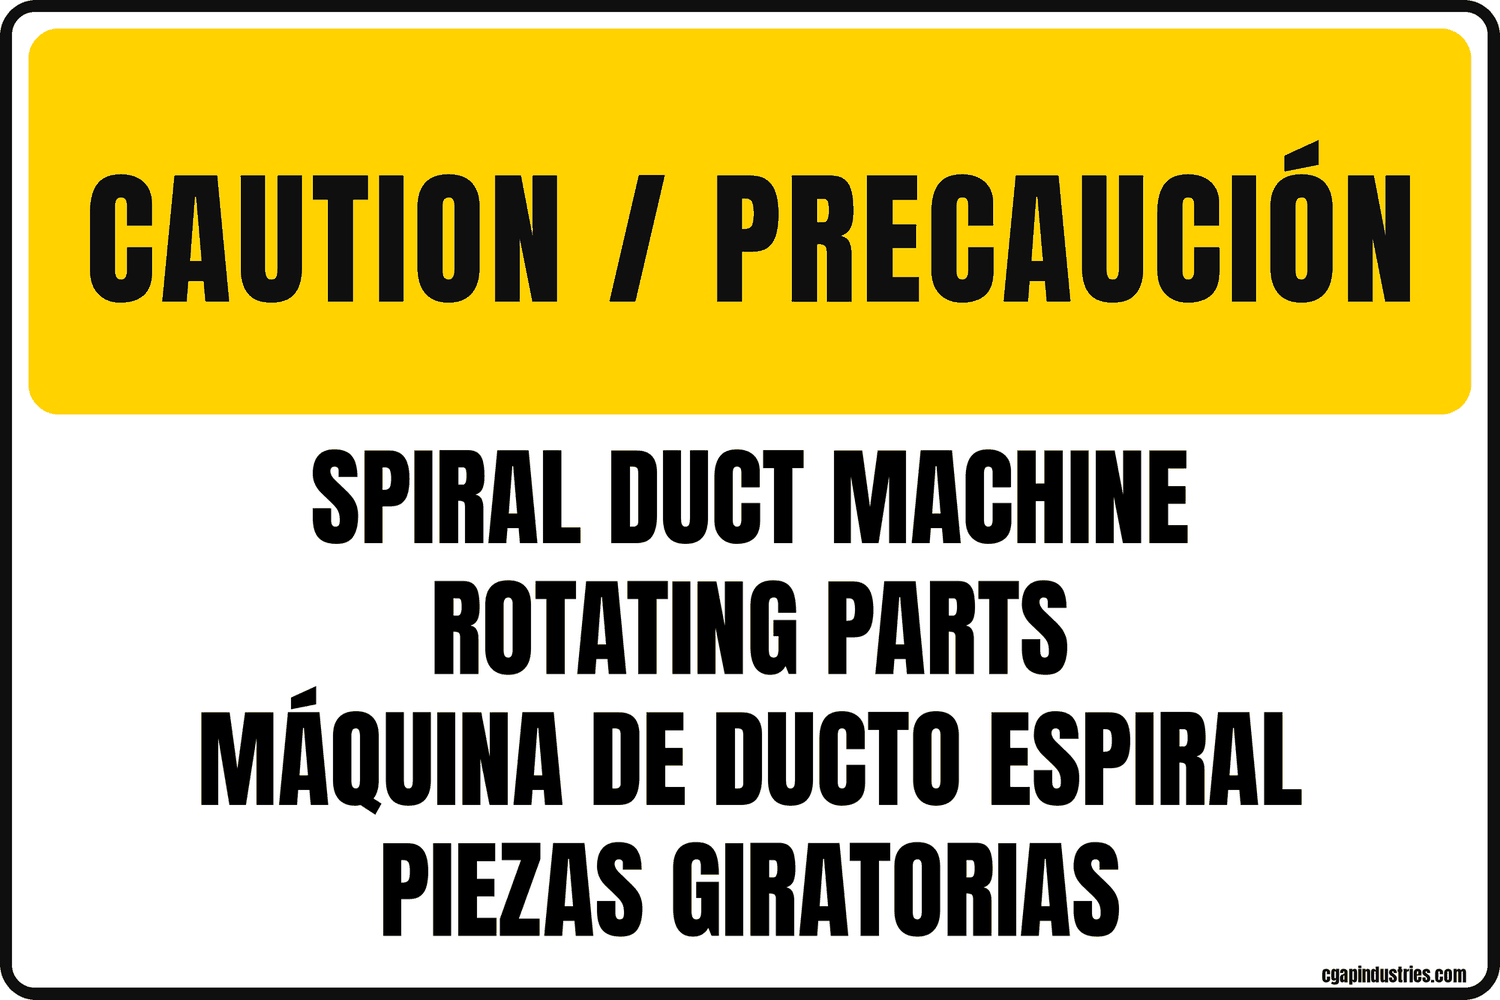 CAUTION / PRECAUCIÓN
SPIRAL DUCT MACHINE
ROTATING PARTS
MÁQUINA DE DUCTO ESPIRAL
PIEZAS GIRATORIAS
cgapindustries.com